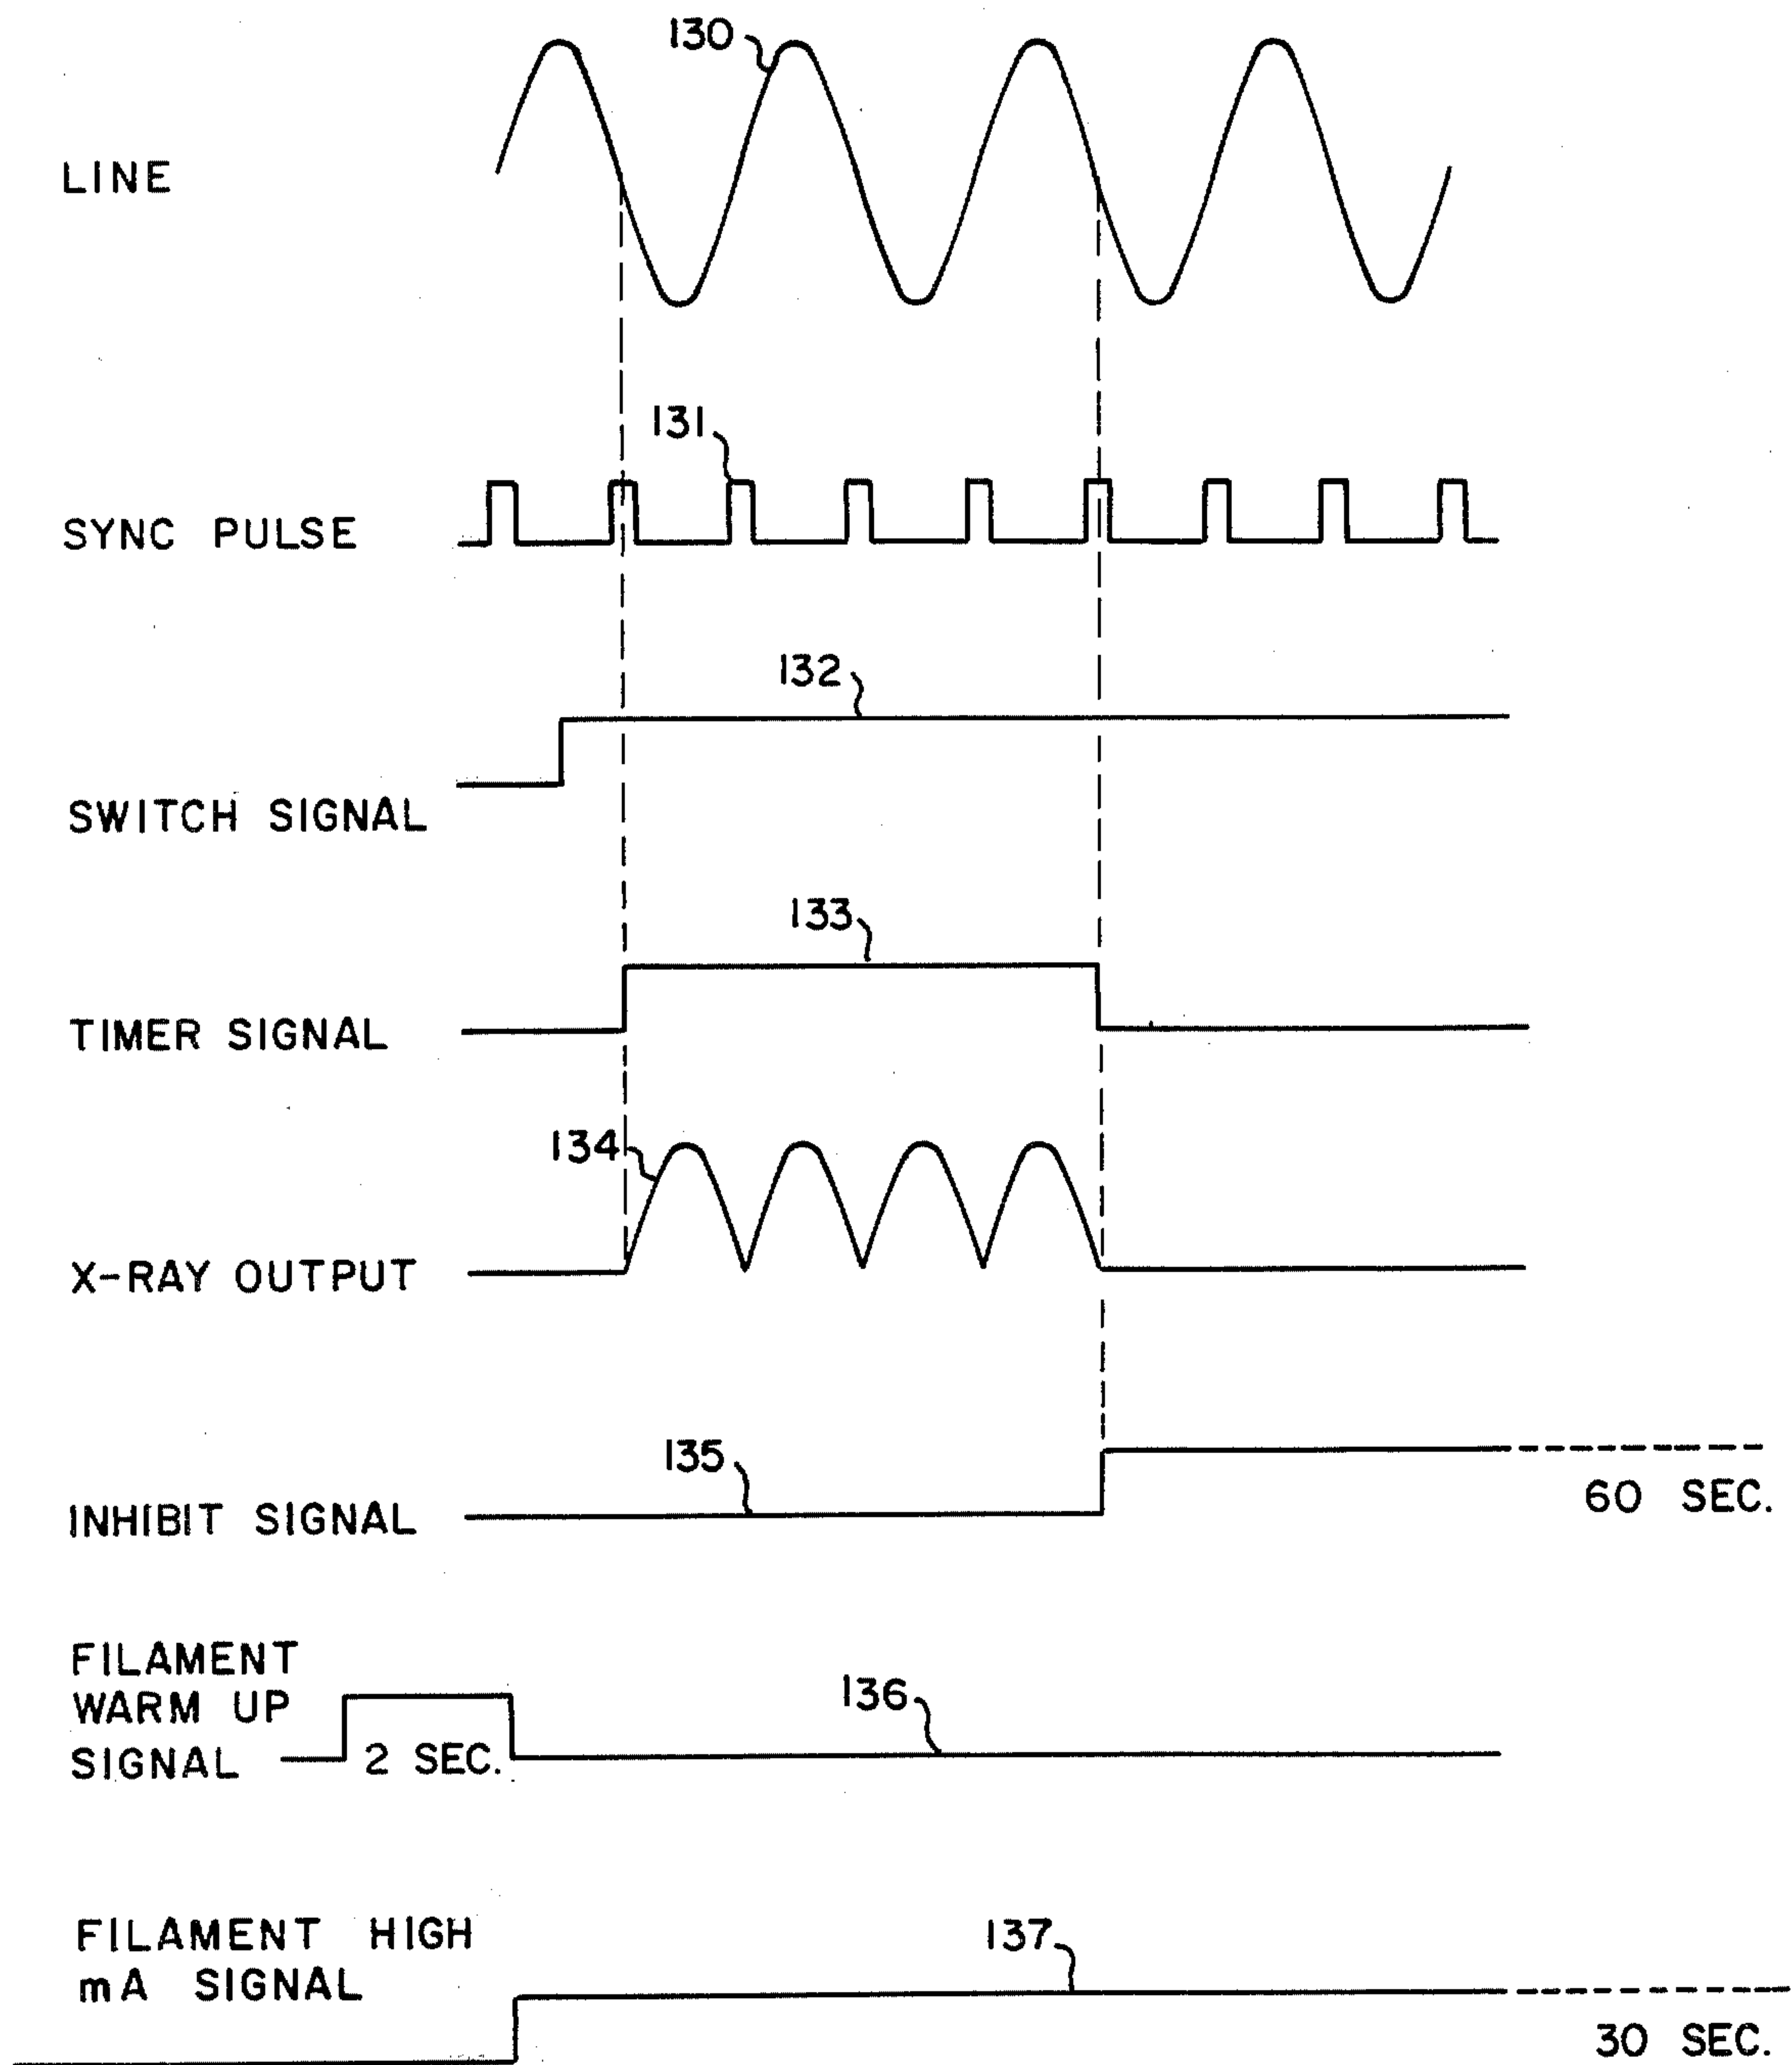 130
LINE
131
SYNC PULSE
132
SWITCH SIGNAL
133
TIMER SIGNAL
134
X-RAY OUTPUT
135
INHIBIT SIGNAL
60 SEC.
FILAMENT
WARM UP
SIGNAL
2 SEC.
136
FILAMENT HIGH
mA SIGNAL
137
30 SEC.